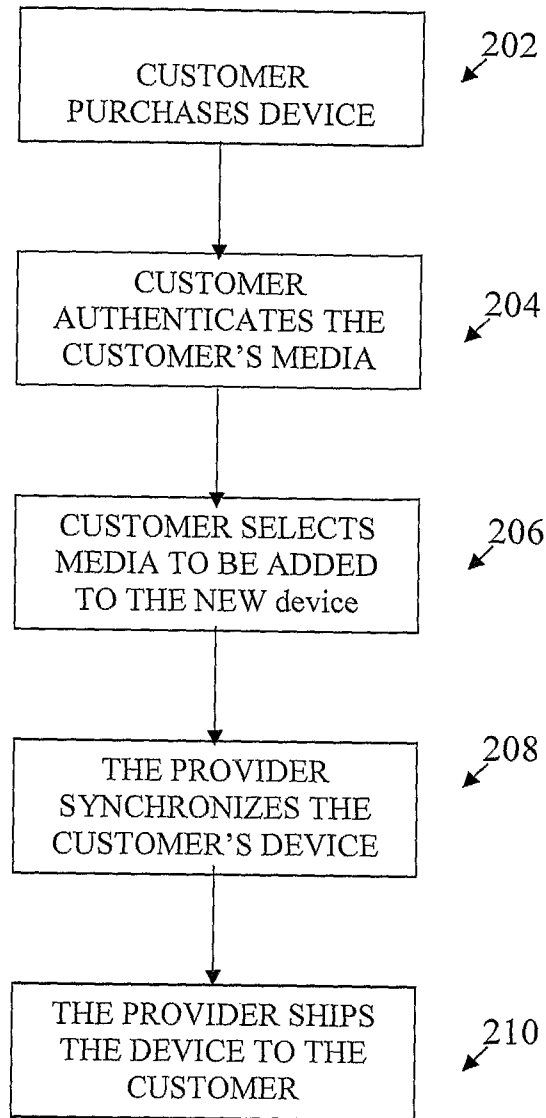 CUSTOMER
PURCHASES DEVICE
202
CUSTOMER
AUTHENTICATES THE
CUSTOMER'S MEDIA
204
CUSTOMER SELECTS
MEDIA TO BE ADDED
TO THE NEW device
206
THE PROVIDER
SYNCHRONIZES THE
CUSTOMER'S DEVICE
208
THE PROVIDER SHIPS
THE DEVICE TO THE
CUSTOMER
210